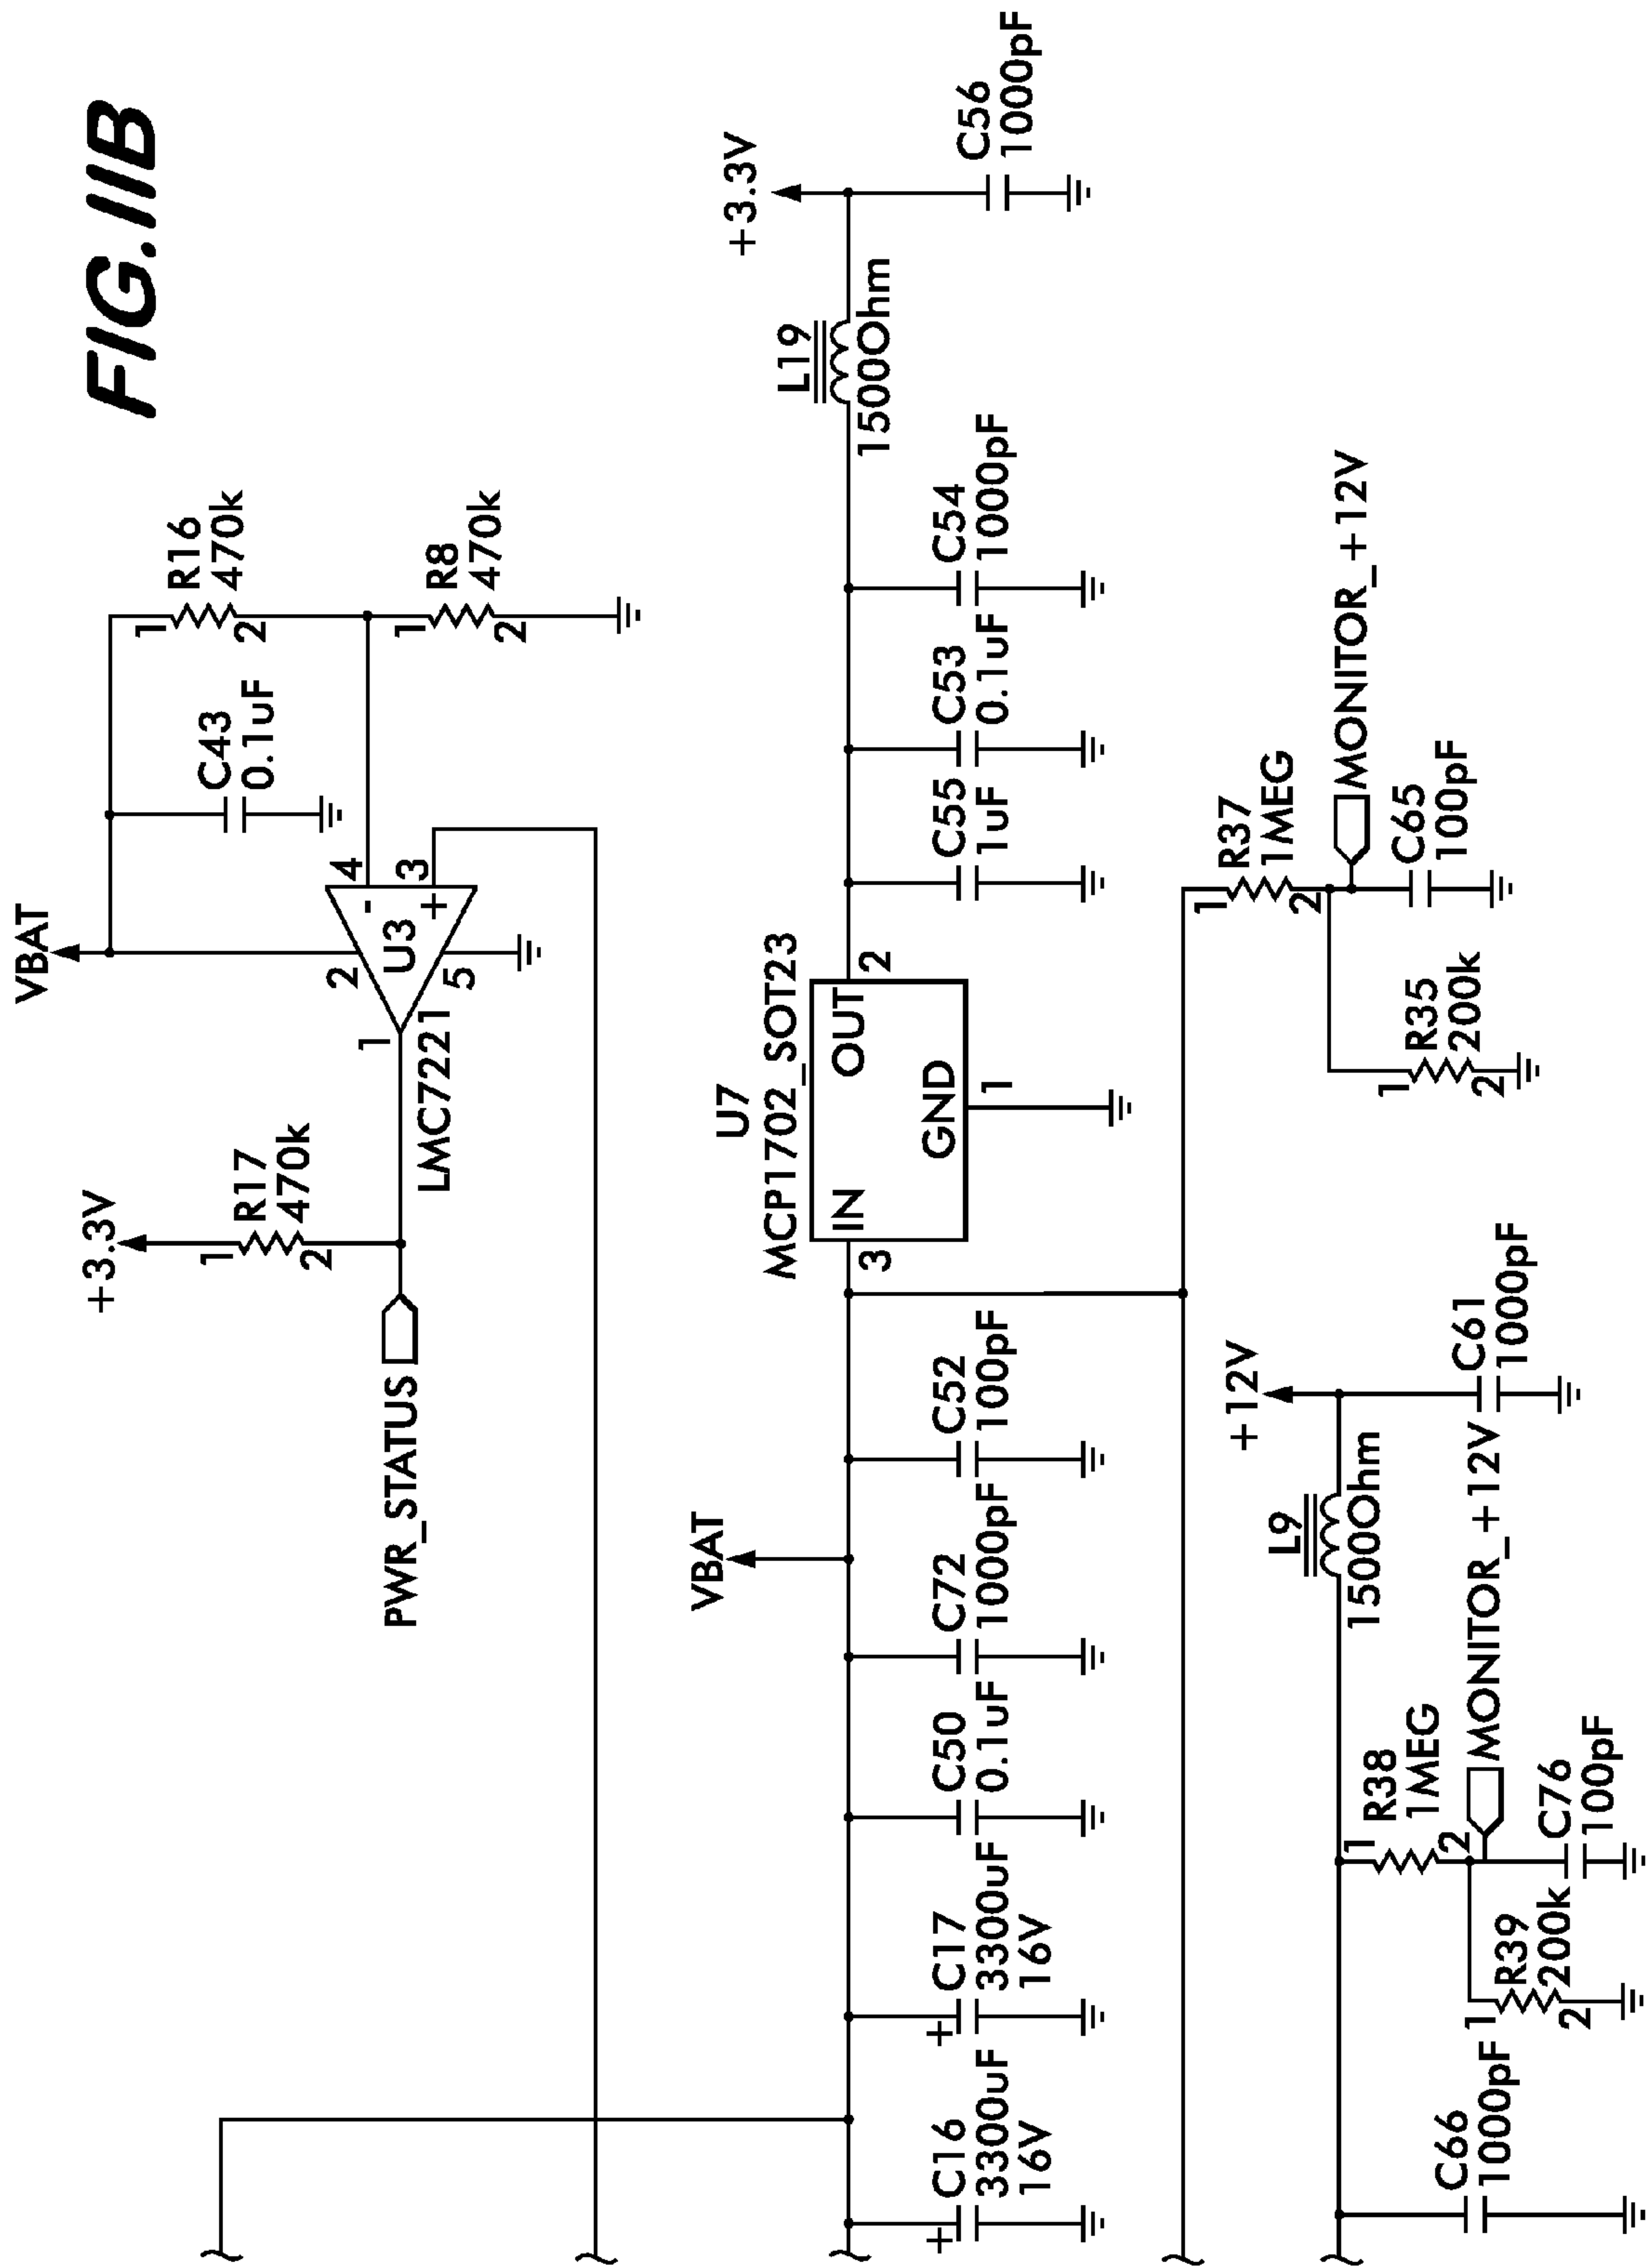 FIG.11B
VBAT
C43
0.1uF
R16
470k
1
2
R8
470k
1
2
4
3
-
+
U3
2
5
1
LMC7221
+3.3V
R17
470k
1
2
PWR_STATUS
VBAT
U7
MCP1702_SOT23
IN
OUT
GND
3
2
1
C16
3300uF
16V
+
C17
3300uF
16V
+
C50
0.1uF
C72
1000pF
C52
100pF
C55
1uF
C53
0.1uF
C54
1000pF
L19
1500Ohm
+3.3V
C56
1000pF
R37
1MEG
1
2
MONITOR_+12V
C65
100pF
R35
200k
1
2
C66
1000pF
R38
1MEG
1
2
R39
200k
1
2
MONITOR_+12V
C76
100pF
L9
1500Ohm
+12V
C61
1000pF